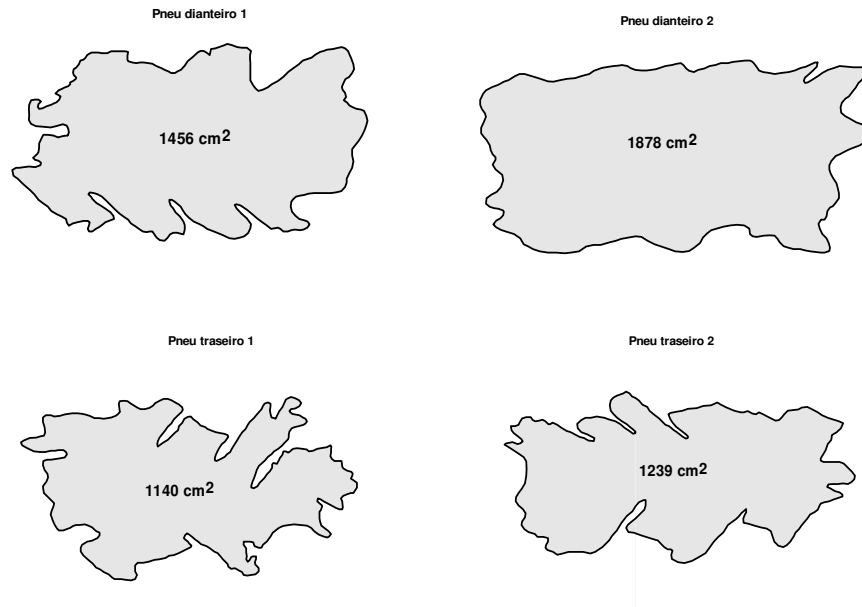 Pneu dianteiro 1
Pneu dianteiro 2
1456 cm²
1878 cm²
Pneu traseiro 1
Pneu traseiro 2
1140 cm²
1239 cm²